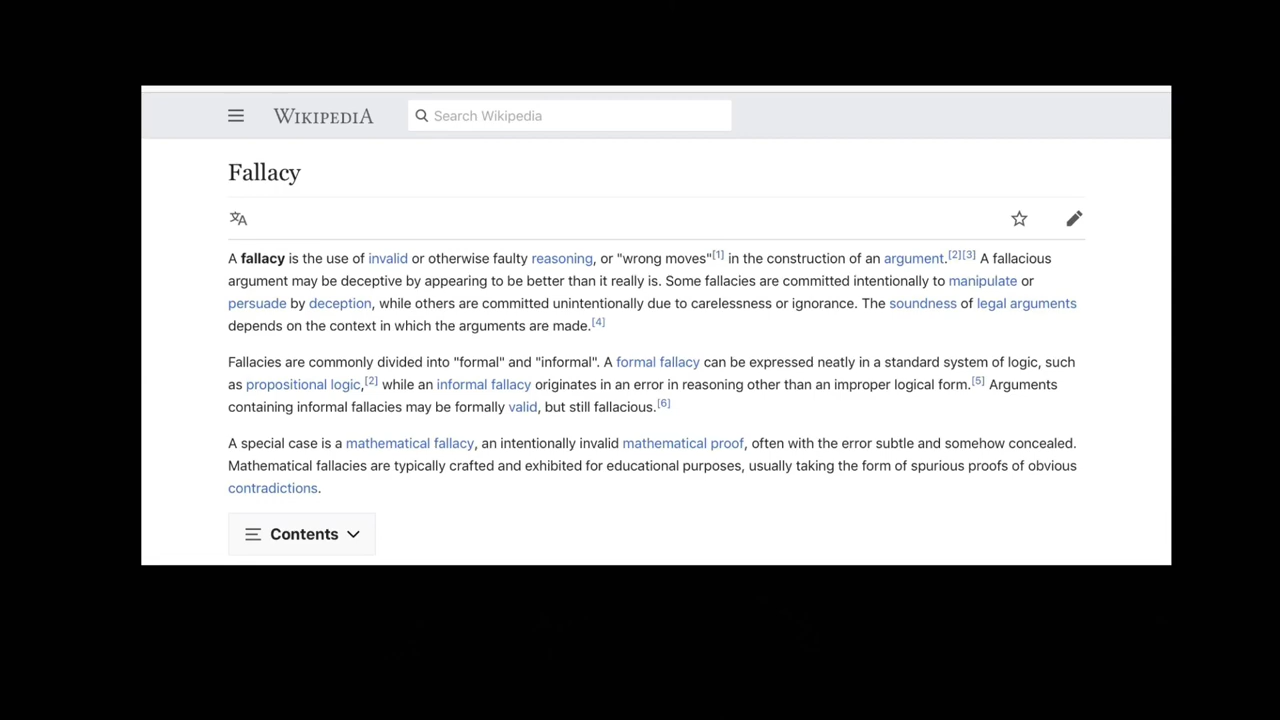 WIKIPEDIA
Search Wikipedia
Fallacy
A fallacy is the use of invalid or otherwise faulty reasoning, or "wrong moves"[1] in the construction of an argument.[2][3] A fallacious
argument may be deceptive by appearing to be better than it really is. Some fallacies are committed intentionally to manipulate or
persuade by deception, while others are committed unintentionally due to carelessness or ignorance. The soundness of legal arguments
depends on the context in which the arguments are made.[4]
Fallacies are commonly divided into "formal" and "informal". A formal fallacy can be expressed neatly in a standard system of logic, such
as propositional logic,[2] while an informal fallacy originates in an error in reasoning other than an improper logical form.[5] Arguments
containing informal fallacies may be formally valid, but still fallacious.[6]
A special case is a mathematical fallacy, an intentionally invalid mathematical proof, often with the error subtle and somehow concealed.
Mathematical fallacies are typically crafted and exhibited for educational purposes, usually taking the form of spurious proofs of obvious
contradictions.
Contents